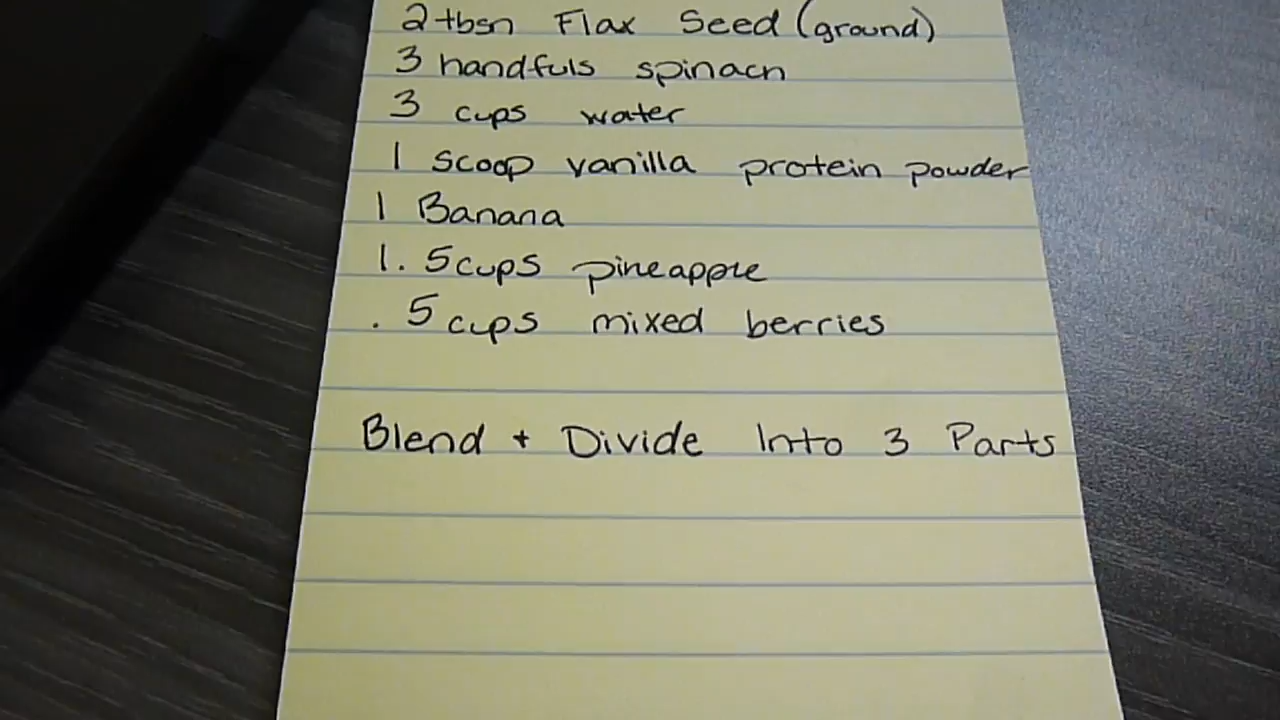 2 tbsn Flax Seed (ground)
3 handfuls spinach
3 cups water
1 scoop vanilla protein powder
1 Banana
1.5 cups pineapple
.5 cups mixed berries
Blend + Divide Into 3 Parts